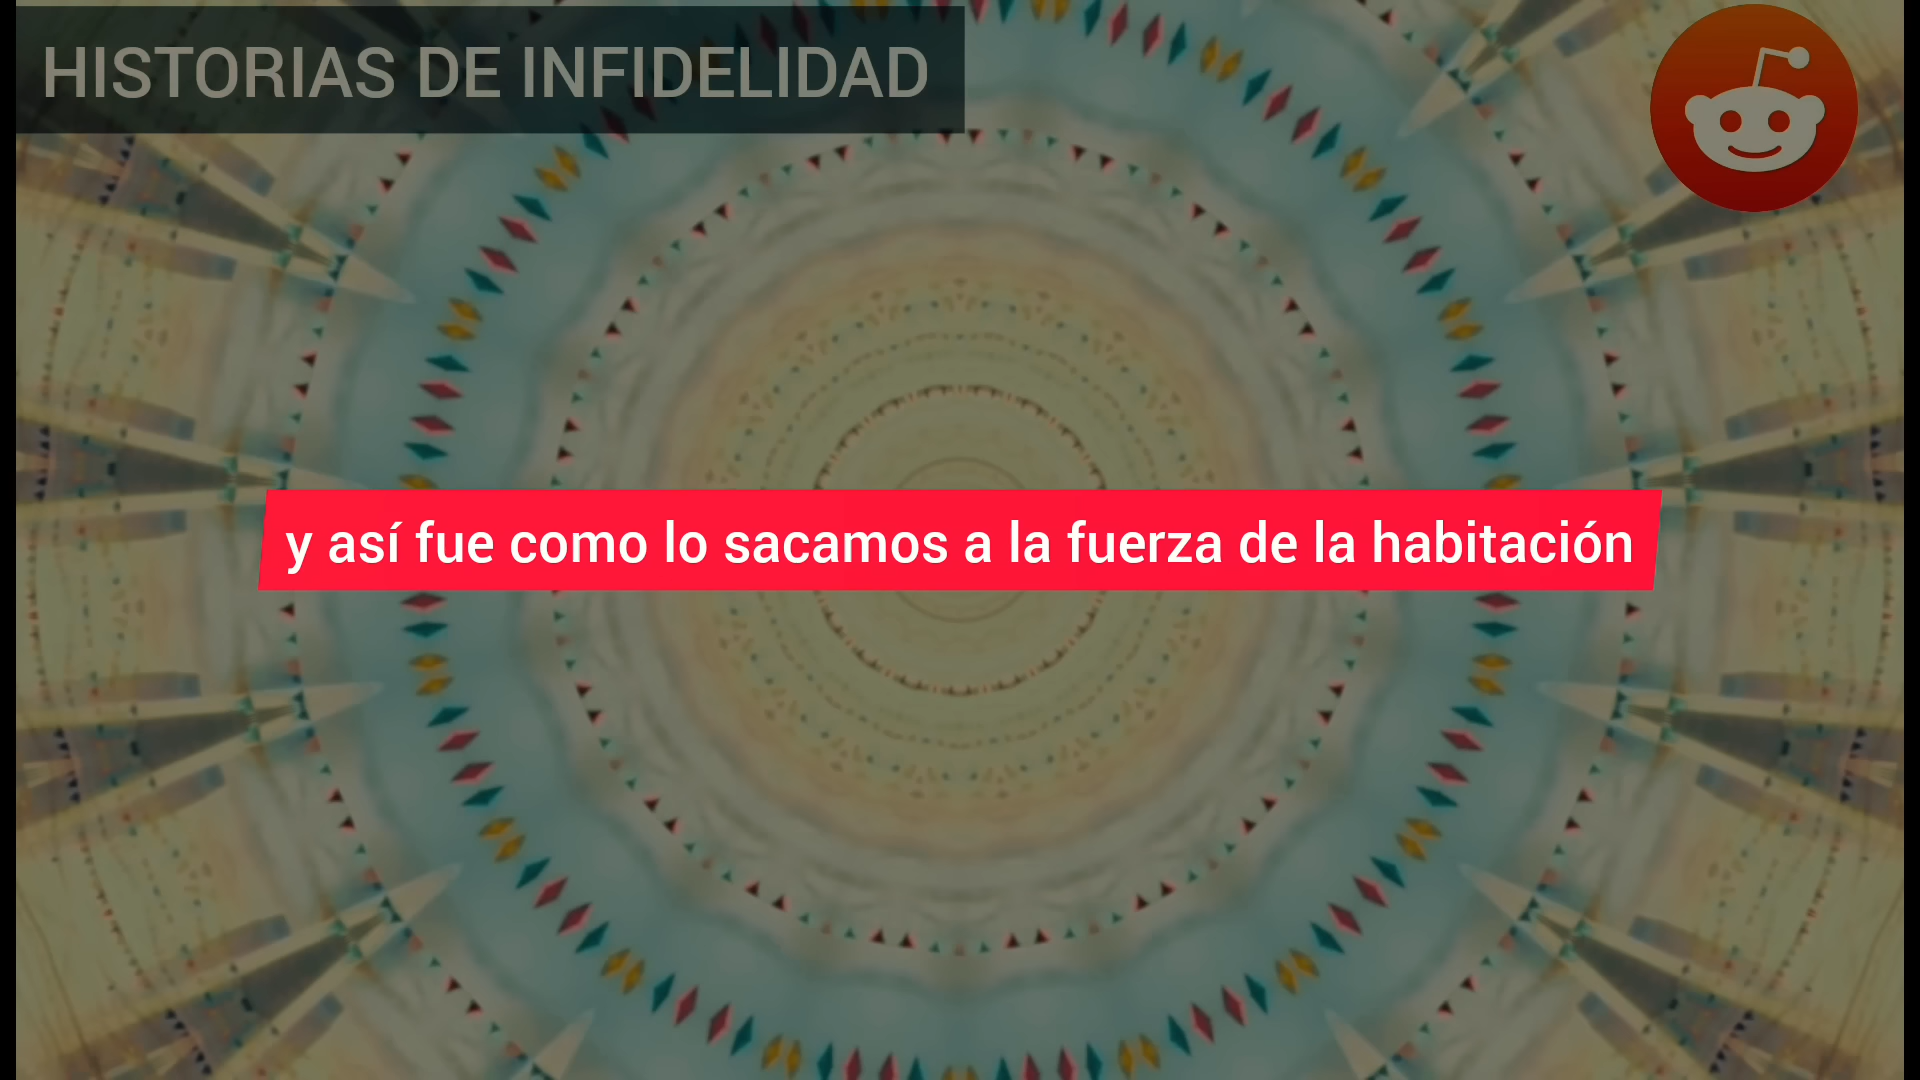 HISTORIAS DE INFIDELIDAD
y así fue como lo sacamos a la fuerza de la habitación